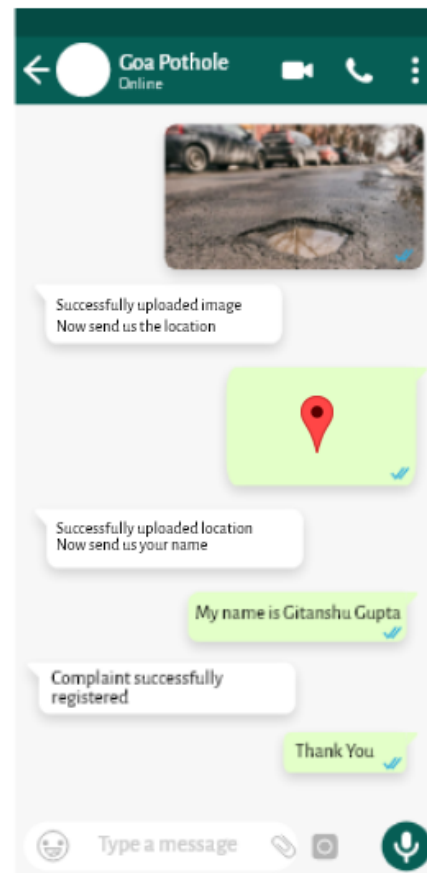 Goa Pothole
Online
Successfully uploaded image
Now send us the location
Successfully uploaded location
Now send us your name
My name is Gitanshu Gupta
Complaint successfully
registered
Thank You
Type a message